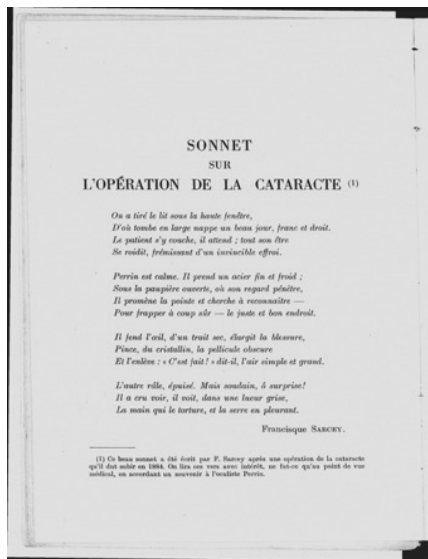 SONNET
SUR
L'OPÉRATION DE LA CATARACTE (1)
On a tiré le lit sous la haute fenêtre,
D'où tombe en large nappe un beau jour, franc et droit.
Le patient s'y couche, il attend ; tout son être
Se roidit, frémissant d'un invincible effroi.
Perrin est calme. Il prend un acier fin et froid ;
Sous la paupière ouverte, où son regard pénètre,
Il promène la pointe et cherche à reconnaître —
Pour frapper à coup sûr — le juste et bon endroit.
Il fend l'œil, d'un trait sec, élargit la blessure,
Pince, du cristallin, la pellicule obscure
Et l'enlève : « C'est fait ! » dit-il, l'air simple et grand.
L'autre râle, épuisé. Mais soudain, ô surprise!
Il a cru voir, il voit, dans une lueur grise,
La main qui le torture, et la serre en pleurant.
Francisque SARCEY.
(1) Ce beau sonnet a été écrit par F. Sarcey après une opération de la cataracte
qu'il dut subir en 1884. On lira ces vers avec intérêt, ne fut-ce qu'au point de vue
médical, en accordant un souvenir à l'oculiste Perrin.